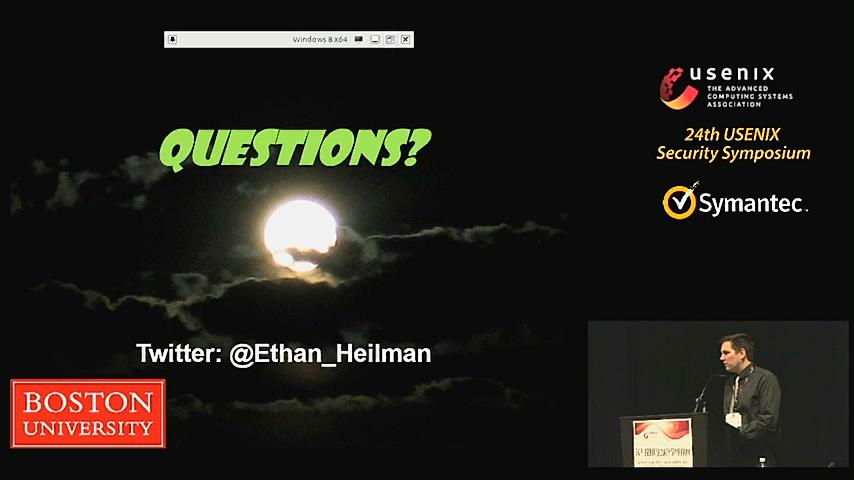 Windows 8 x64
QUESTIONS?
Twitter: @Ethan_Heilman
BOSTON
UNIVERSITY
usenix
THE ADVANCED
COMPUTING SYSTEMS
ASSOCIATION
24th USENIX
Security Symposium
Symantec.